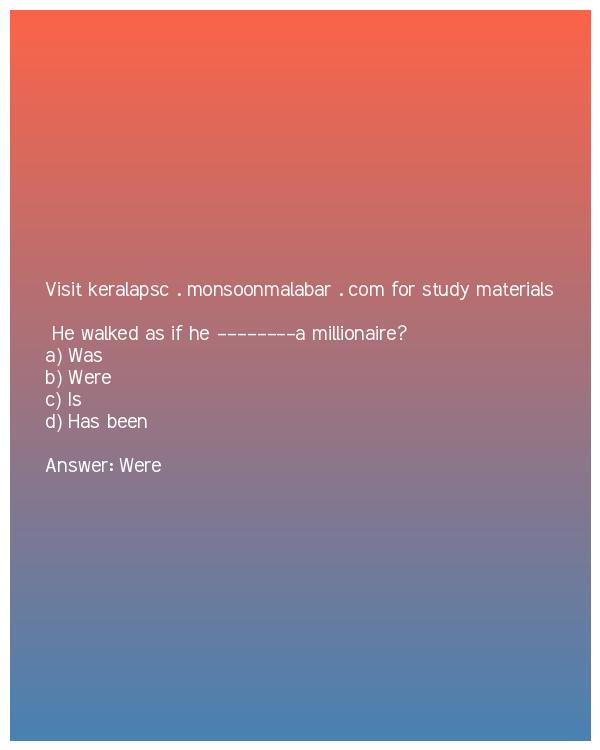 Visit keralapsc . monsoonmalabar . com for study materials
He walked as if he --------a millionaire?
a) Was
b) Were
c) Is
d) Has been
Answer: Were